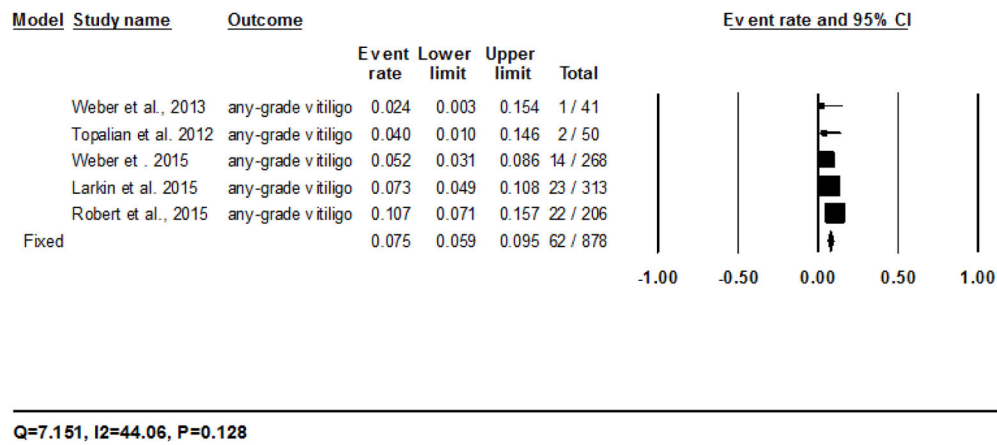 Model Study name Outcome Event rate and 95% CI
Event Lower Upper
rate limit limit Total
Weber et al., 2013 any-grade vitiligo 0.024 0.003 0.154 1 / 41
Topalian et al. 2012 any-grade vitiligo 0.040 0.010 0.146 2 / 50
Weber et . 2015 any-grade vitiligo 0.052 0.031 0.086 14 / 268
Larkin et al. 2015 any-grade vitiligo 0.073 0.049 0.108 23 / 313
Robert et al., 2015 any-grade vitiligo 0.107 0.071 0.157 22 / 206
Fixed 0.075 0.059 0.095 62 / 878
-1.00 -0.50 0.00 0.50 1.00
Q=7.151, I2=44.06, P=0.128